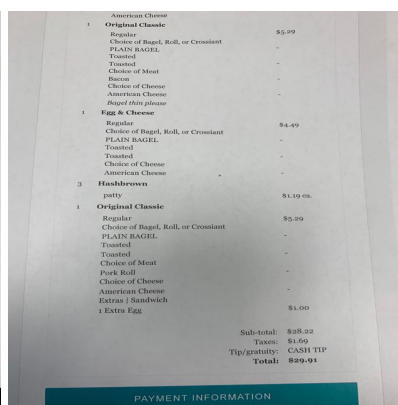 American Cheese
1 Original Classic
Regular $5.29
Choice of Bagel, Roll, or Crossiant
PLAIN BAGEL -
Toasted
Toasted -
Choice of Meat
Bacon -
Choice of Cheese
American Cheese -
Bagel thin please
1 Egg & Cheese
Regular $4.49
Choice of Bagel, Roll, or Crossiant
PLAIN BAGEL -
Toasted
Toasted -
Choice of Cheese
American Cheese -
3 Hashbrown
patty $1.19 ea.
1 Original Classic
Regular $5.29
Choice of Bagel, Roll, or Crossiant
PLAIN BAGEL -
Toasted
Toasted -
Choice of Meat
Pork Roll -
Choice of Cheese
American Cheese -
Extras | Sandwich
1 Extra Egg $1.00
Sub-total: $28.22
Taxes: $1.69
Tip/gratuity: CASH TIP
Total: $29.91
PAYMENT INFORMATION